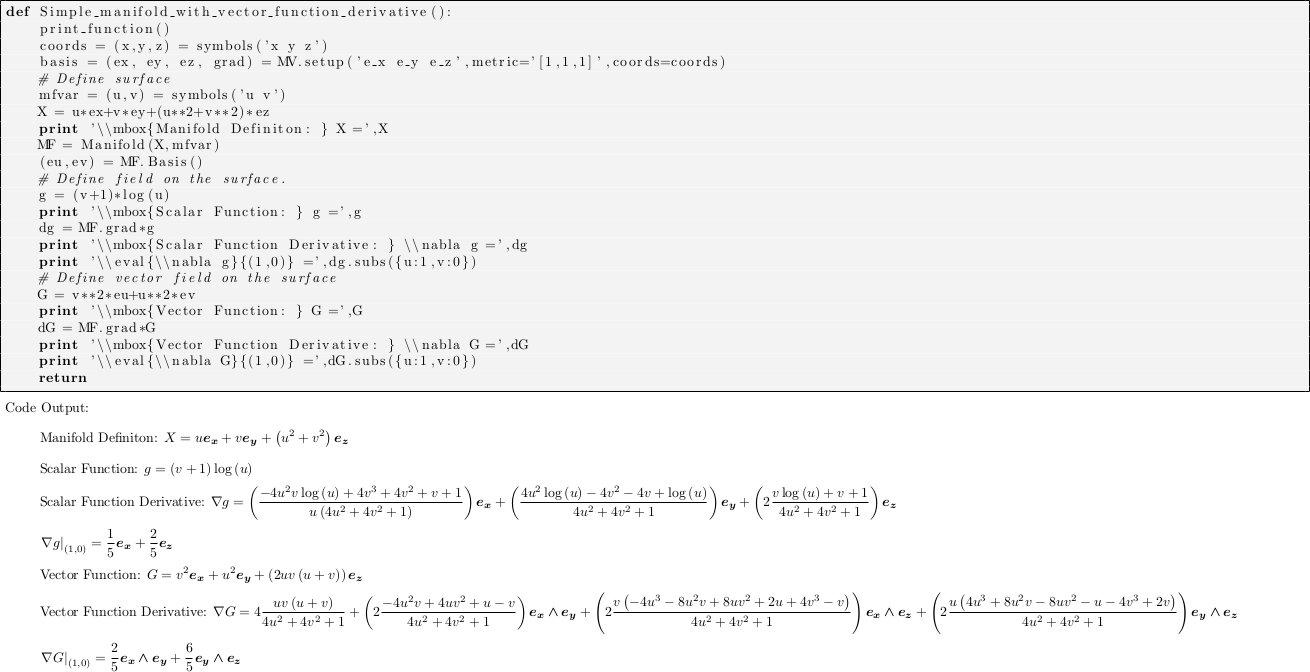 def Simple_manifold_with_vector_function_derivative():
    print_function()
    coords = (x,y,z) = symbols('x y z')
    basis = (ex, ey, ez, grad) = MV.setup('e_x e_y e_z',metric='[1,1,1]',coords=coords)
    # Define surface
    mfvar = (u,v) = symbols('u v')
    X = u*ex+v*ey+(u**2+v**2)*ez
    print '\\mbox{Manifold Definiton: } X =',X
    MF = Manifold(X,mfvar)
    (eu,ev) = MF.Basis()
    # Define field on the surface.
    g = (v+1)*log(u)
    print '\\mbox{Scalar Function: } g =',g
    dg = MF.grad*g
    print '\\mbox{Scalar Function Derivative: } \\nabla g =',dg
    print '\\eval{\\nabla g}{(1,0)} =',dg.subs({u:1,v:0})
    # Define vector field on the surface
    G = v**2*eu+u**2*ev
    print '\\mbox{Vector Function: } G =',G
    dG = MF.grad*G
    print '\\mbox{Vector Function Derivative: } \\nabla G =',dG
    print '\\eval{\\nabla G}{(1,0)} =',dG.subs({u:1,v:0})
    return
Code Output:
Manifold Definiton: $X = u\boldsymbol{e_x} + v\boldsymbol{e_y} + \left(u^2 + v^2\right)\boldsymbol{e_z}$
Scalar Function: $g = (v + 1)\log(u)$
Scalar Function Derivative: $\nabla g = \left(\frac{-4u^2v\log(u) + 4v^3 + 4v^2 + v + 1}{u(4u^2 + 4v^2 + 1)}\right)\boldsymbol{e_x} + \left(\frac{4u^2\log(u) - 4v^2 - 4v + \log(u)}{4u^2 + 4v^2 + 1}\right)\boldsymbol{e_y} + \left(2\frac{v\log(u) + v + 1}{4u^2 + 4v^2 + 1}\right)\boldsymbol{e_z}$
$\left.\nabla g\right|_{(1,0)} = \frac{1}{5}\boldsymbol{e_x} + \frac{2}{5}\boldsymbol{e_z}$
Vector Function: $G = v^2\boldsymbol{e_x} + u^2\boldsymbol{e_y} + (2uv(u + v))\boldsymbol{e_z}$
Vector Function Derivative: $\nabla G = 4\frac{uv(u + v)}{4u^2 + 4v^2 + 1} + \left(2\frac{-4u^2v + 4uv^2 + u - v}{4u^2 + 4v^2 + 1}\right)\boldsymbol{e_x} \wedge \boldsymbol{e_y} + \left(2\frac{v(-4u^3 - 8u^2v + 8uv^2 + 2u + 4v^3 - v)}{4u^2 + 4v^2 + 1}\right)\boldsymbol{e_x} \wedge \boldsymbol{e_z} + \left(2\frac{u(4u^3 + 8u^2v - 8uv^2 - u - 4v^3 + 2v)}{4u^2 + 4v^2 + 1}\right)\boldsymbol{e_y} \wedge \boldsymbol{e_z}$
$\left.\nabla G\right|_{(1,0)} = \frac{2}{5}\boldsymbol{e_x} \wedge \boldsymbol{e_y} + \frac{6}{5}\boldsymbol{e_y} \wedge \boldsymbol{e_z}$